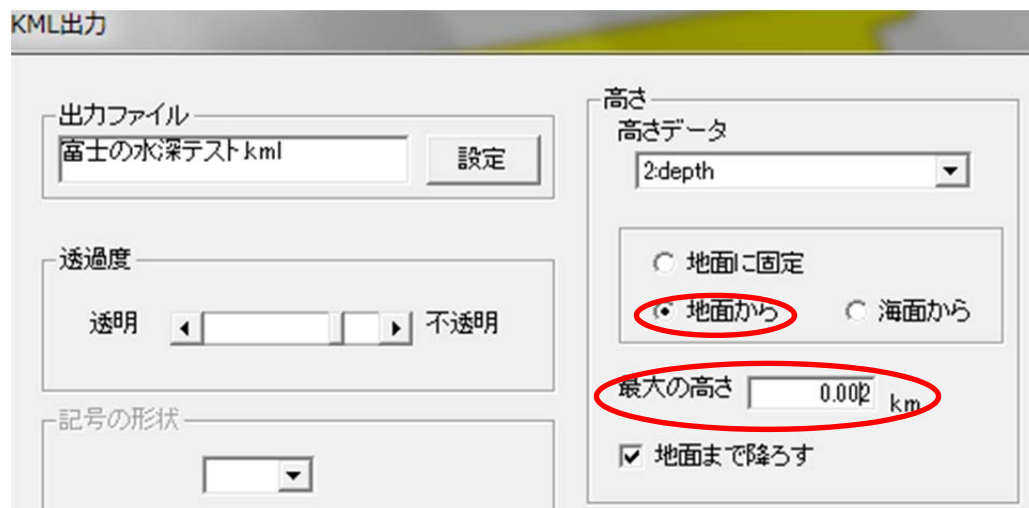 KML出力
出力ファイル
富士の水深テスト.kml
設定
透過度
透明
不透明
記号の形状
高さ
高さデータ
2:depth
地面に固定
地面から
海面から
最大の高さ 0.002 km
地面まで降ろす